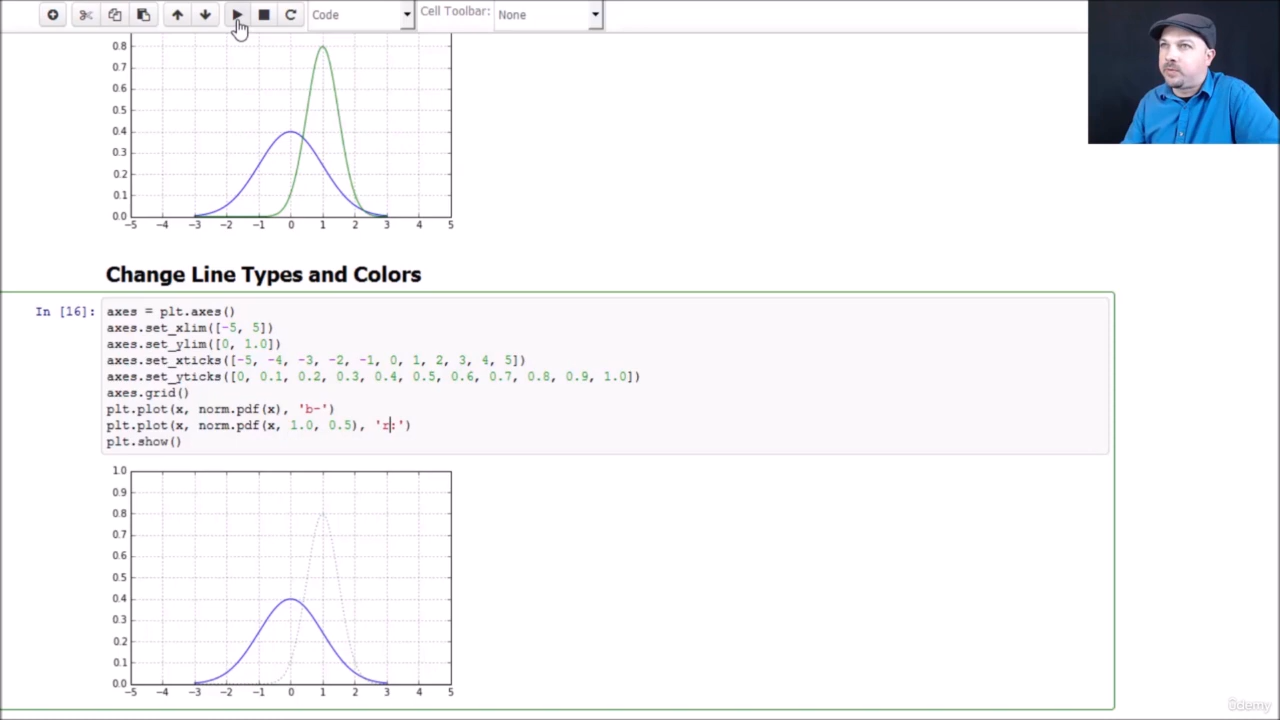 Code
Cell Toolbar:
None
0.8
0.7
0.6
0.5
0.4
0.3
0.2
0.1
0.0
−5 −4 −3 −2 −1 0 1 2 3 4 5
Change Line Types and Colors
In [16]:
axes = plt.axes()
axes.set_xlim([-5, 5])
axes.set_ylim([0, 1.0])
axes.set_xticks([-5, -4, -3, -2, -1, 0, 1, 2, 3, 4, 5])
axes.set_yticks([0, 0.1, 0.2, 0.3, 0.4, 0.5, 0.6, 0.7, 0.8, 0.9, 1.0])
axes.grid()
plt.plot(x, norm.pdf(x), 'b-')
plt.plot(x, norm.pdf(x, 1.0, 0.5), 'r:')
plt.show()
1.0
0.9
0.8
0.7
0.6
0.5
0.4
0.3
0.2
0.1
0.0
−5 −4 −3 −2 −1 0 1 2 3 4 5
ûdemy